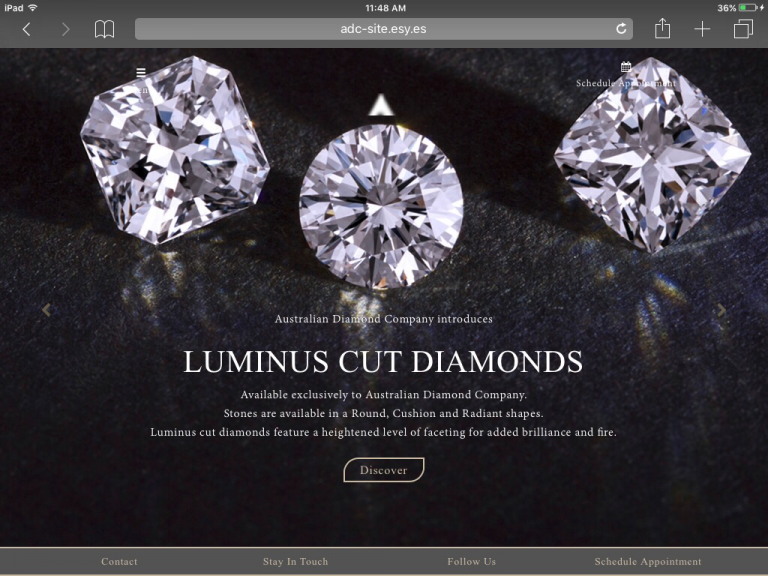 iPad
11:48 AM
36%
adc-site.esy.es
Schedule Appointment
Australian Diamond Company introduces
LUMINUS CUT DIAMONDS
Available exclusively to Australian Diamond Company.
Stones are available in a Round, Cushion and Radiant shapes.
Luminus cut diamonds feature a heightened level of faceting for added brilliance and fire.
Discover
Contact
Stay In Touch
Follow Us
Schedule Appointment